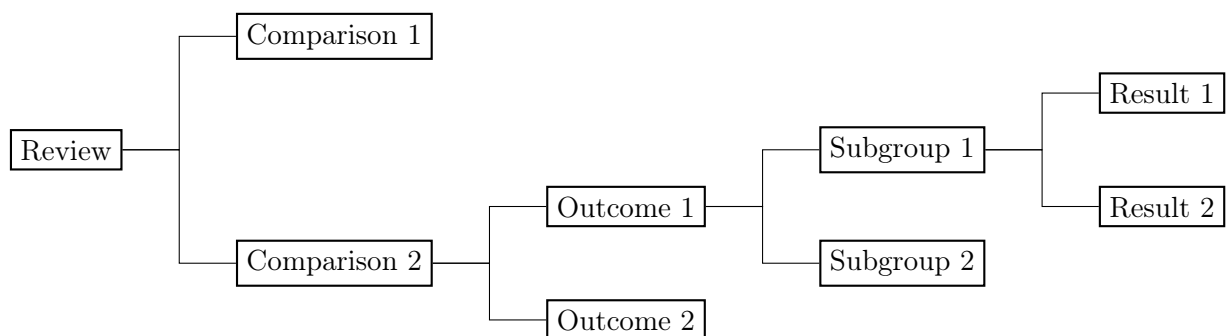 Review
Comparison 1
Comparison 2
Outcome 1
Outcome 2
Subgroup 1
Subgroup 2
Result 1
Result 2